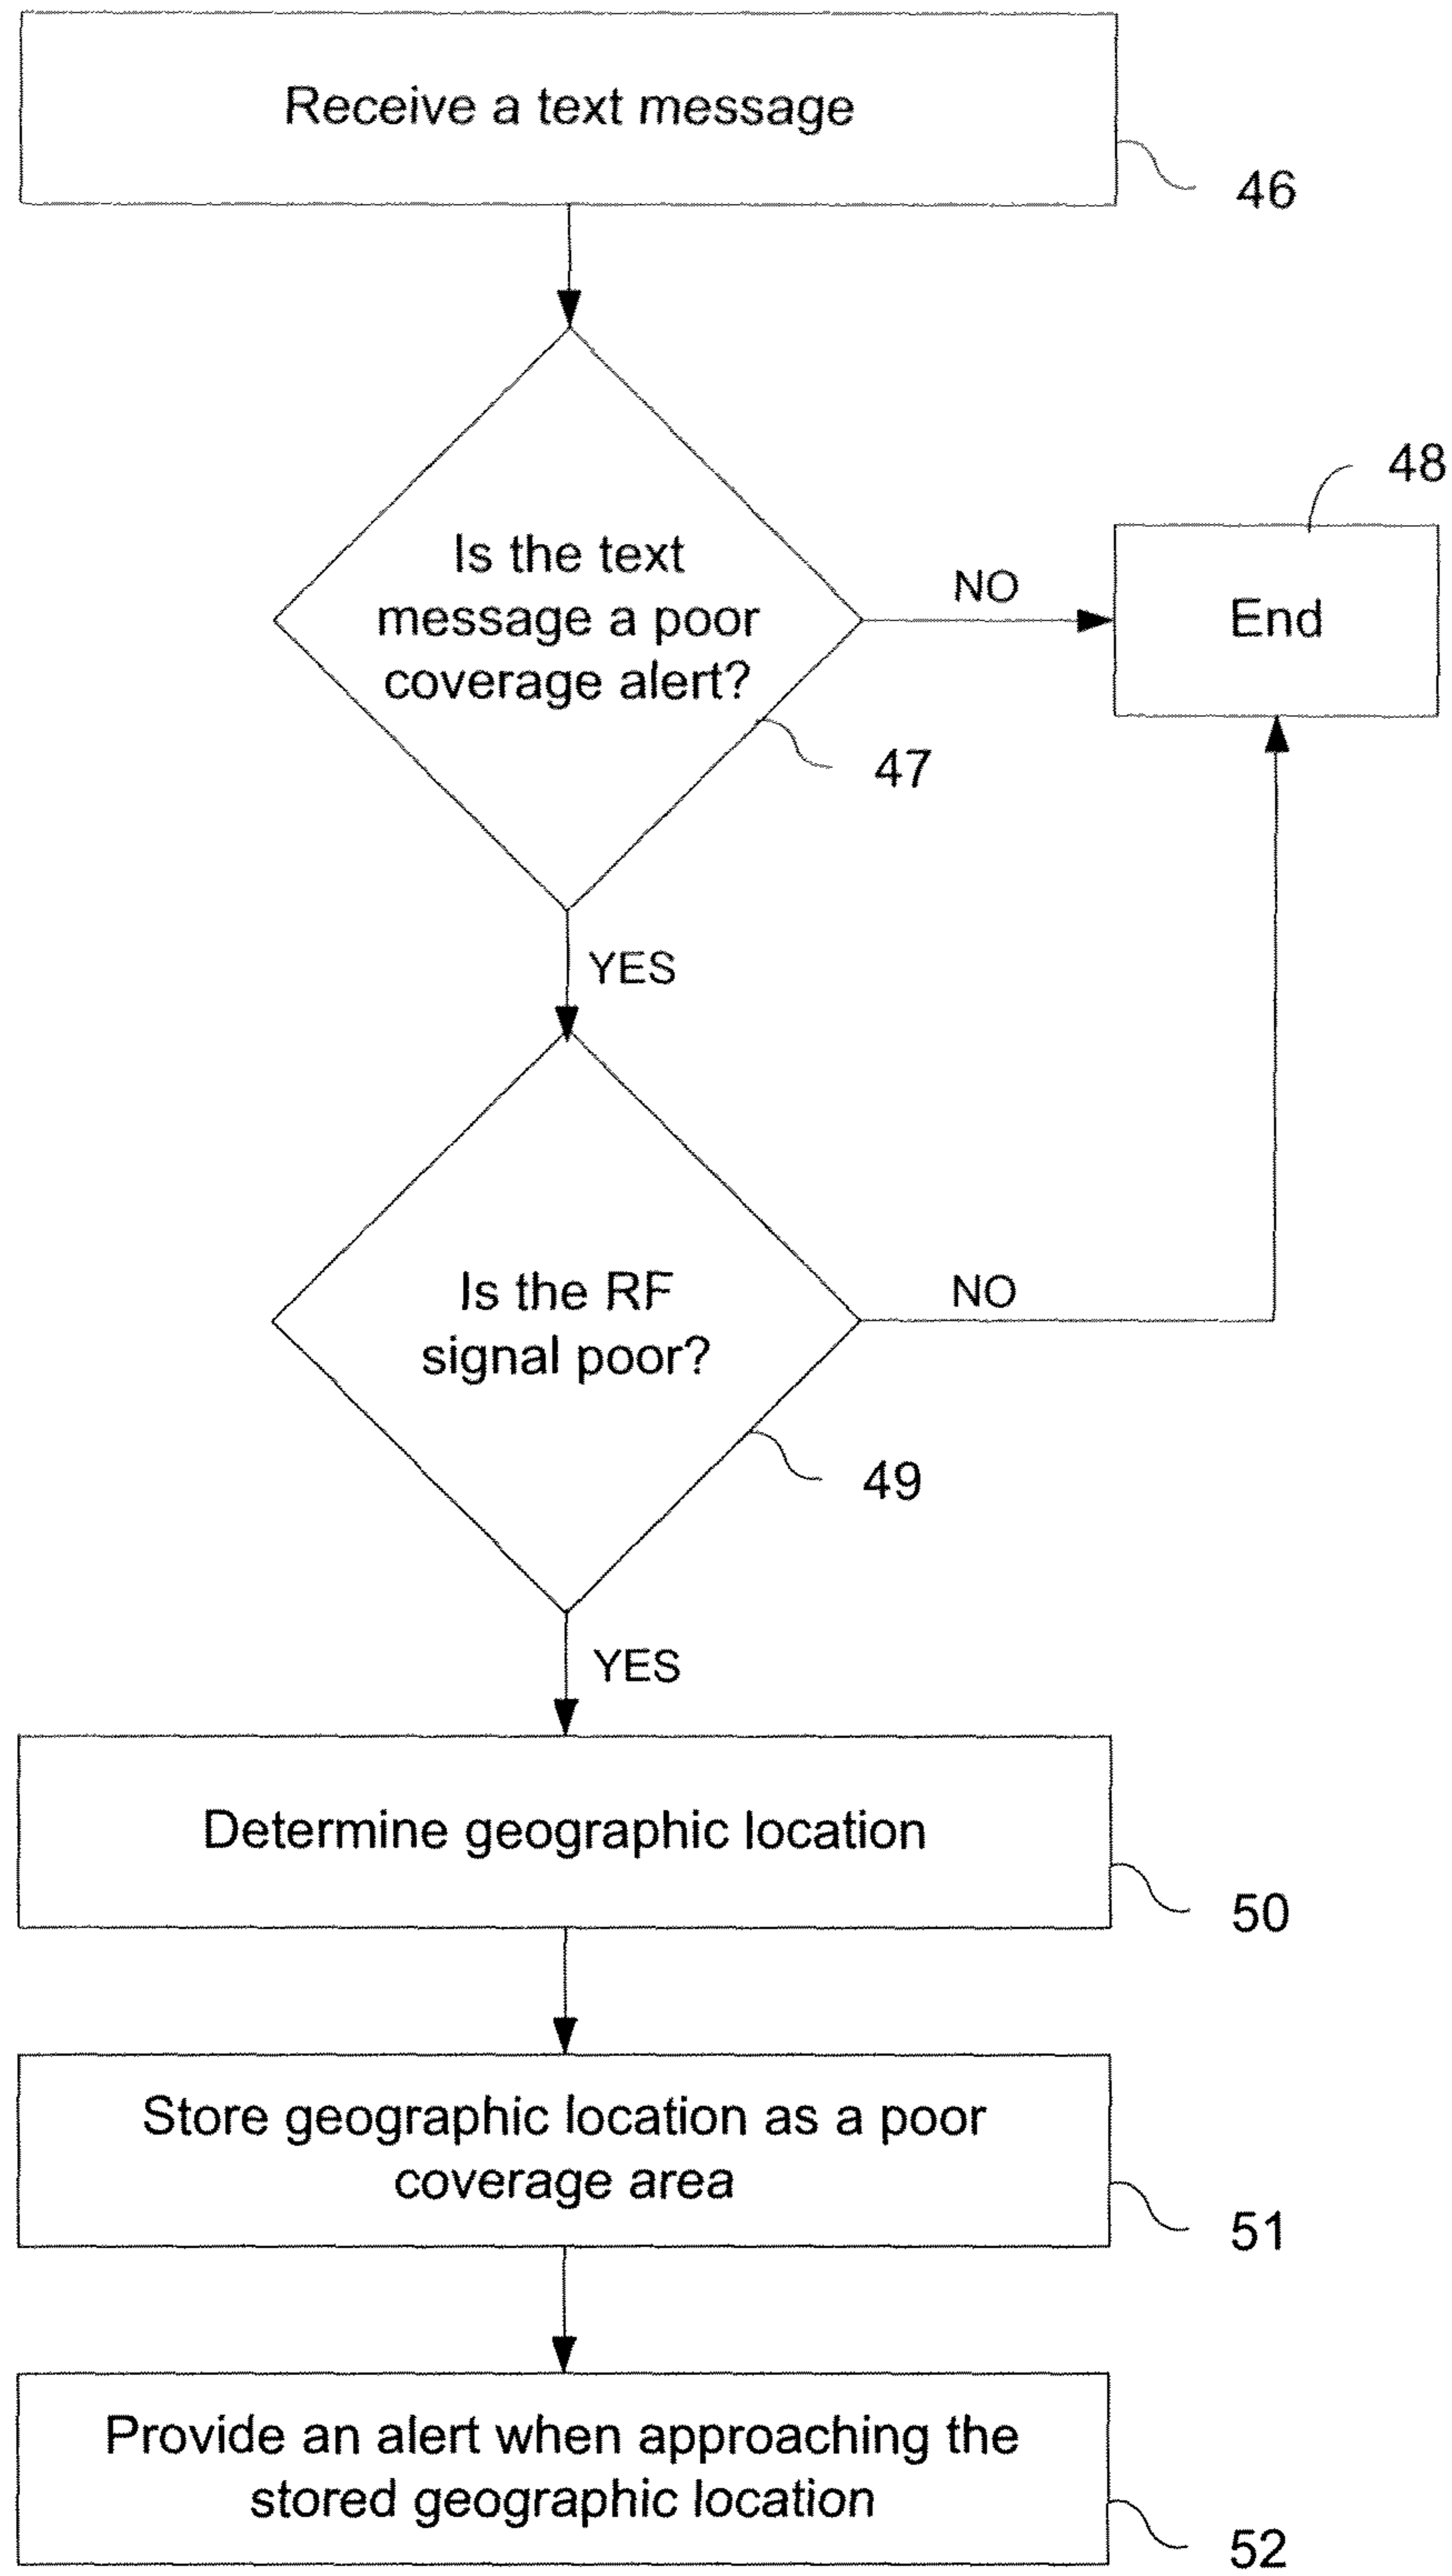 Receive a text message
46
Is the text
message a poor
coverage alert?
47
NO
48
End
YES
Is the RF
signal poor?
49
NO
YES
Determine geographic location
50
Store geographic location as a poor
coverage area
51
Provide an alert when approaching the
stored geographic location
52